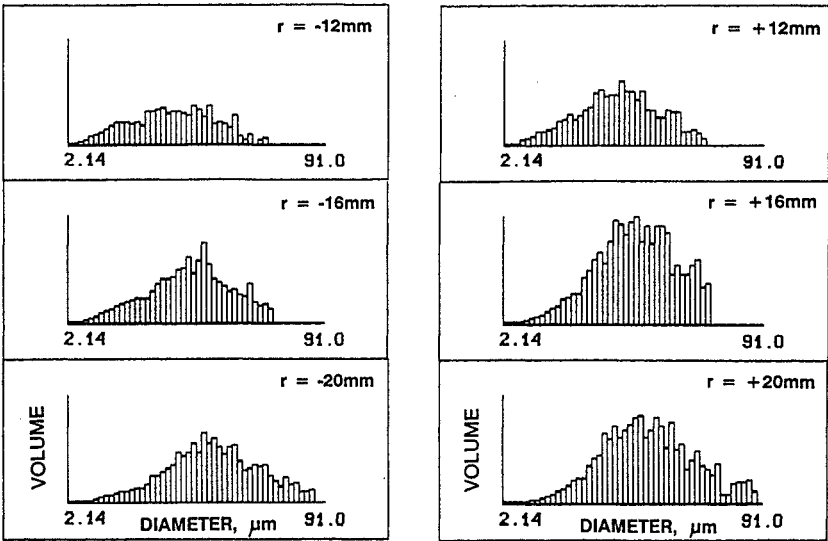 r = -12mm
2.14 91.0
r = +12mm
2.14 91.0
r = -16mm
2.14 91.0
r = +16mm
2.14 91.0
r = -20mm
VOLUME
2.14 DIAMETER, µm 91.0
r = +20mm
VOLUME
2.14 DIAMETER, µm 91.0